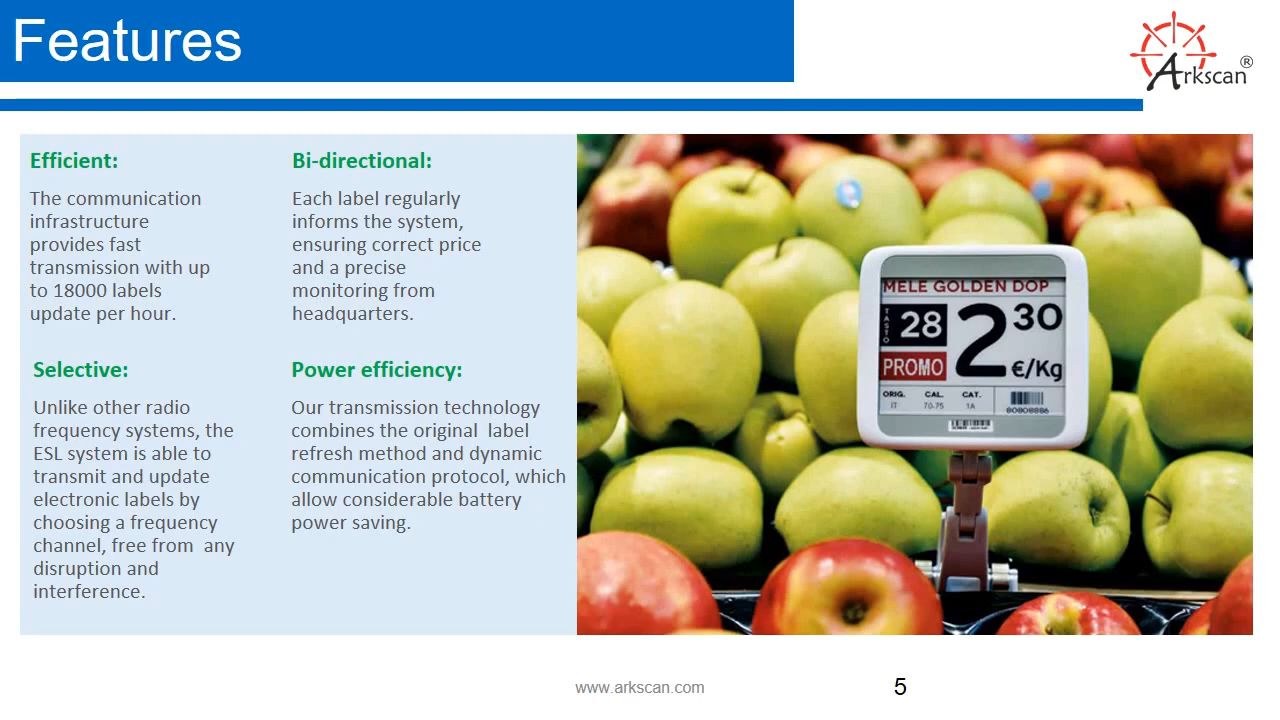 Features
Arkscan®
Efficient:
The communication
infrastructure
provides fast
transmission with up
to 18000 labels
update per hour.
Bi-directional:
Each label regularly
informs the system,
ensuring correct price
and a precise
monitoring from
headquarters.
Selective:
Unlike other radio
frequency systems, the
ESL system is able to
transmit and update
electronic labels by
choosing a frequency
channel, free from  any
disruption and
interference.
Power efficiency:
Our transmission technology
combines the original  label
refresh method and dynamic
communication protocol, which
allow considerable battery
power saving.
MELE GOLDEN DOP
TASTO 28
2 30
PROMO
€/Kg
ORIG. CAL. CAT.
IT 70-75 1A
80808886
www.arkscan.com
5